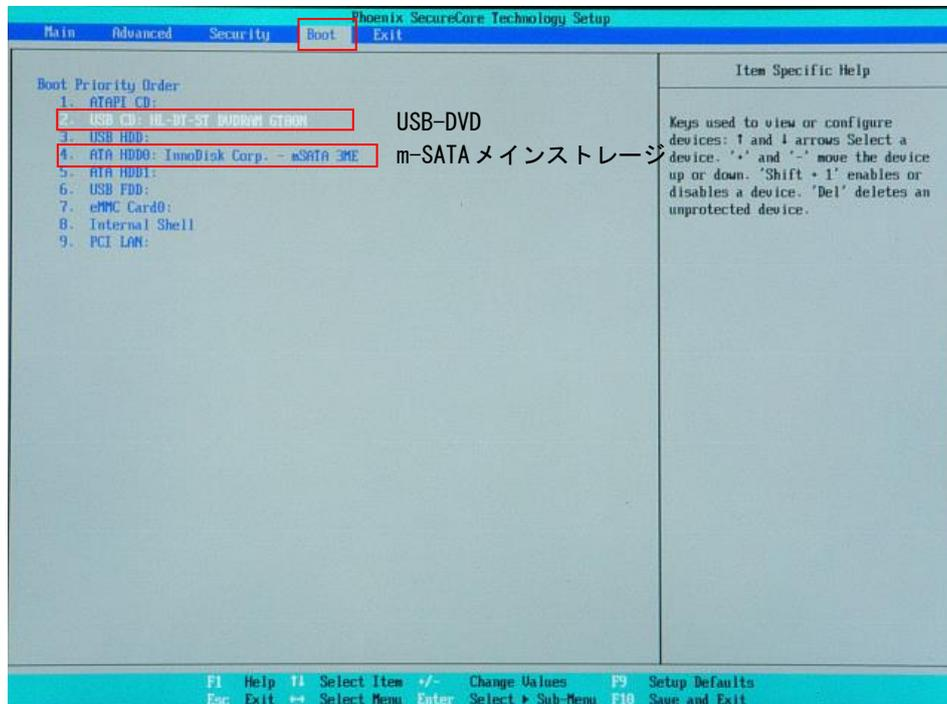 Phoenix SecureCore Technology Setup
Main Advanced Security Boot Exit
Boot Priority Order
1. ATAPI CD:
2. USB CD: HL-DT-ST DVDRAM GT80N
USB-DVD
3. USB HDD:
4. ATA HDD0: InnoDisk Corp. - mSATA 3ME
m-SATAメインストレージ
5. ATA HDD1:
6. USB FDD:
7. eMMC Card0:
8. Internal Shell
9. PCI LAN:
Item Specific Help
Keys used to view or configure
devices: ↑ and ↓ arrows Select a
device. '+' and '-' move the device
up or down. 'Shift + 1' enables or
disables a device. 'Del' deletes an
unprotected device.
F1 Help ↑↓ Select Item +/- Change Values F9 Setup Defaults
Esc Exit ↔ Select Menu Enter Select ▶ Sub-Menu F10 Save and Exit